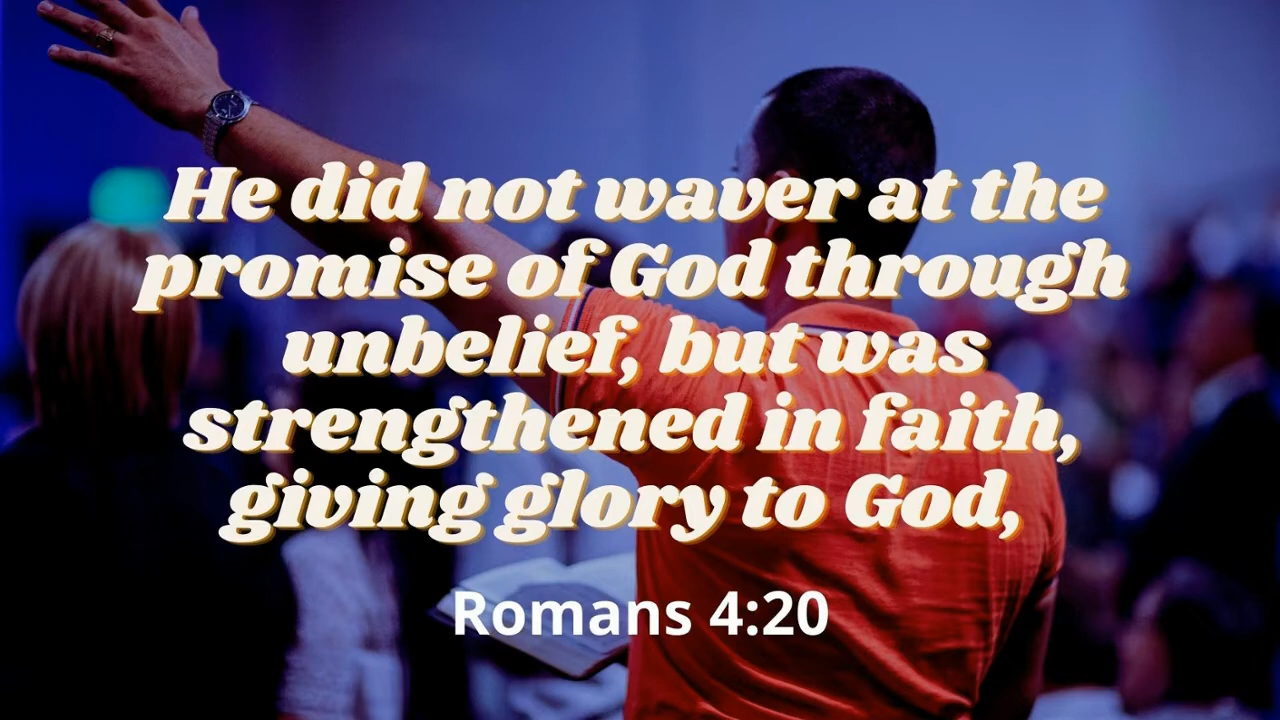 He did not waver at the
promise of God through
unbelief, but was
strengthened in faith,
giving glory to God,
Romans 4:20